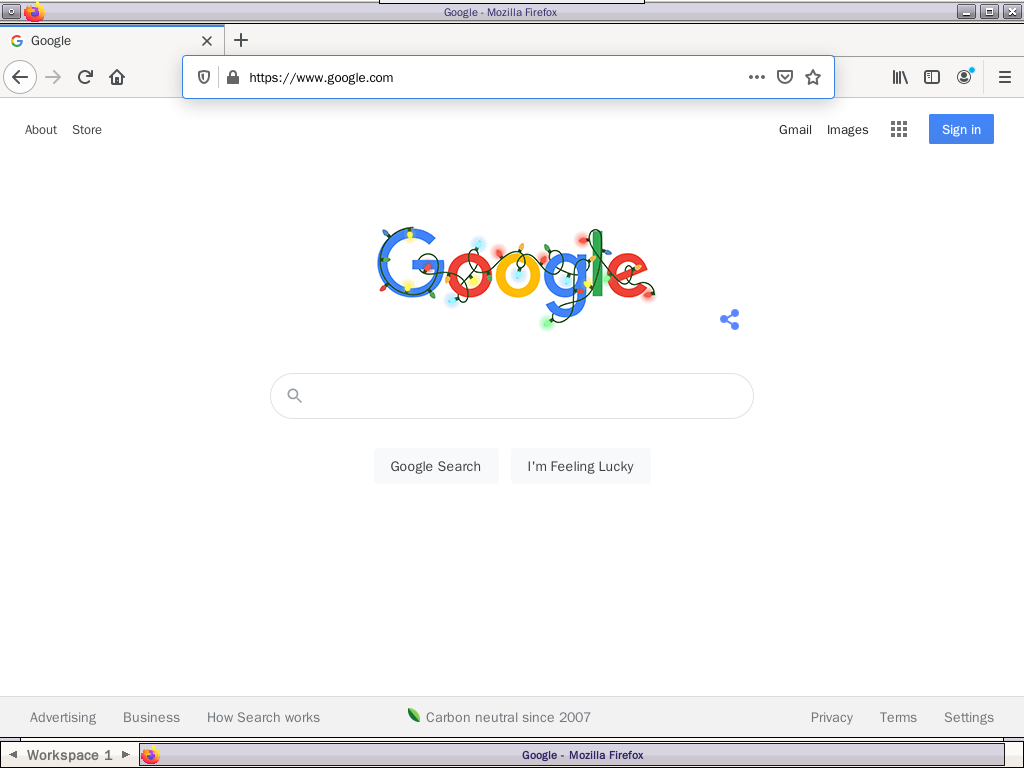 Google - Mozilla Firefox
Google
https://www.google.com
About Store Gmail Images Sign in
Google
Google Search I'm Feeling Lucky
Advertising Business How Search works Carbon neutral since 2007 Privacy Terms Settings
Workspace 1 Google - Mozilla Firefox